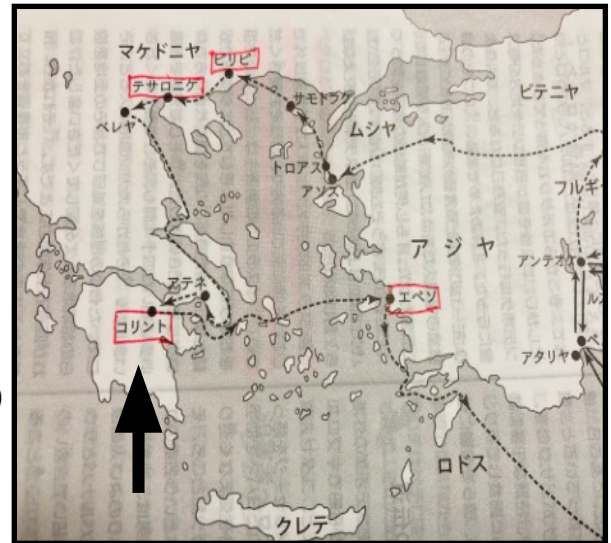 マケドニヤ
ピリピ
テサロニケ
ベレヤ
サモトラケ
ムシヤ
ビテニヤ
トロアス
アソス
フルギ
アジヤ
アンテオケ
アテネ
コリント
エペソ
アタリヤ
ロドス
クレテ